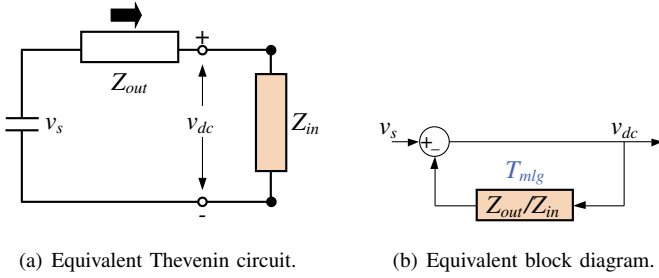 +
Z_out
v_s
v_dc
Z_in
-
(a) Equivalent Thevenin circuit.
v_s
+
−
v_dc
T_mlg
Z_out/Z_in
(b) Equivalent block diagram.